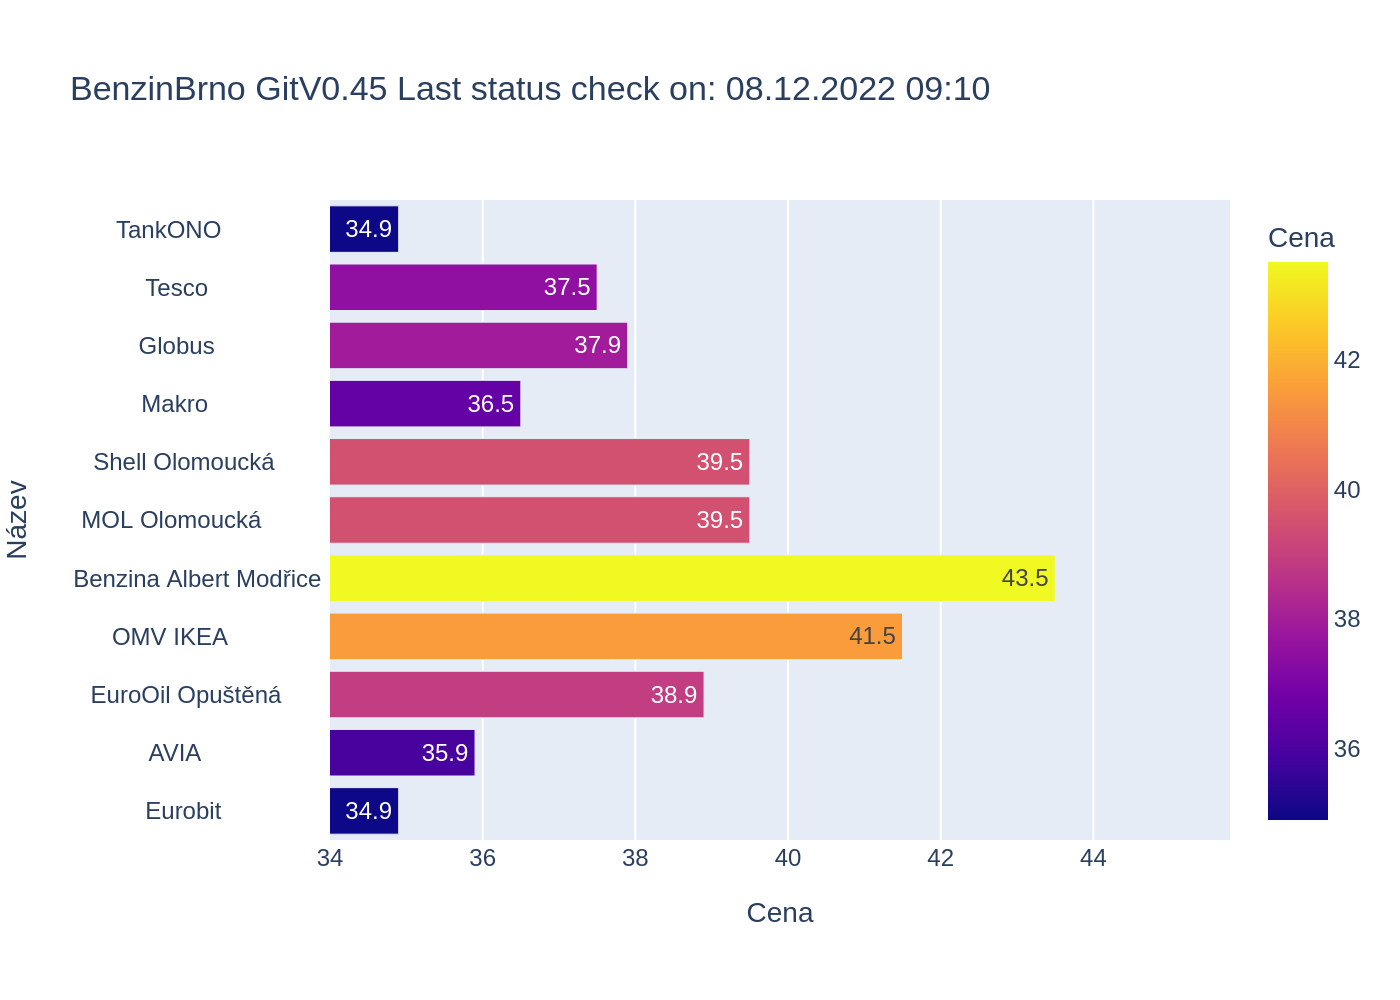 BenzinBrno GitV0.45 Last status check on: 08.12.2022 09:10
Název
TankONO 34.9
Tesco 37.5
Globus 37.9
Makro 36.5
Shell Olomoucká 39.5
MOL Olomoucká 39.5
Benzina Albert Modřice 43.5
OMV IKEA 41.5
EuroOil Opuštěná 38.9
AVIA 35.9
Eurobit 34.9
34 36 38 40 42 44
Cena
Cena
42
40
38
36